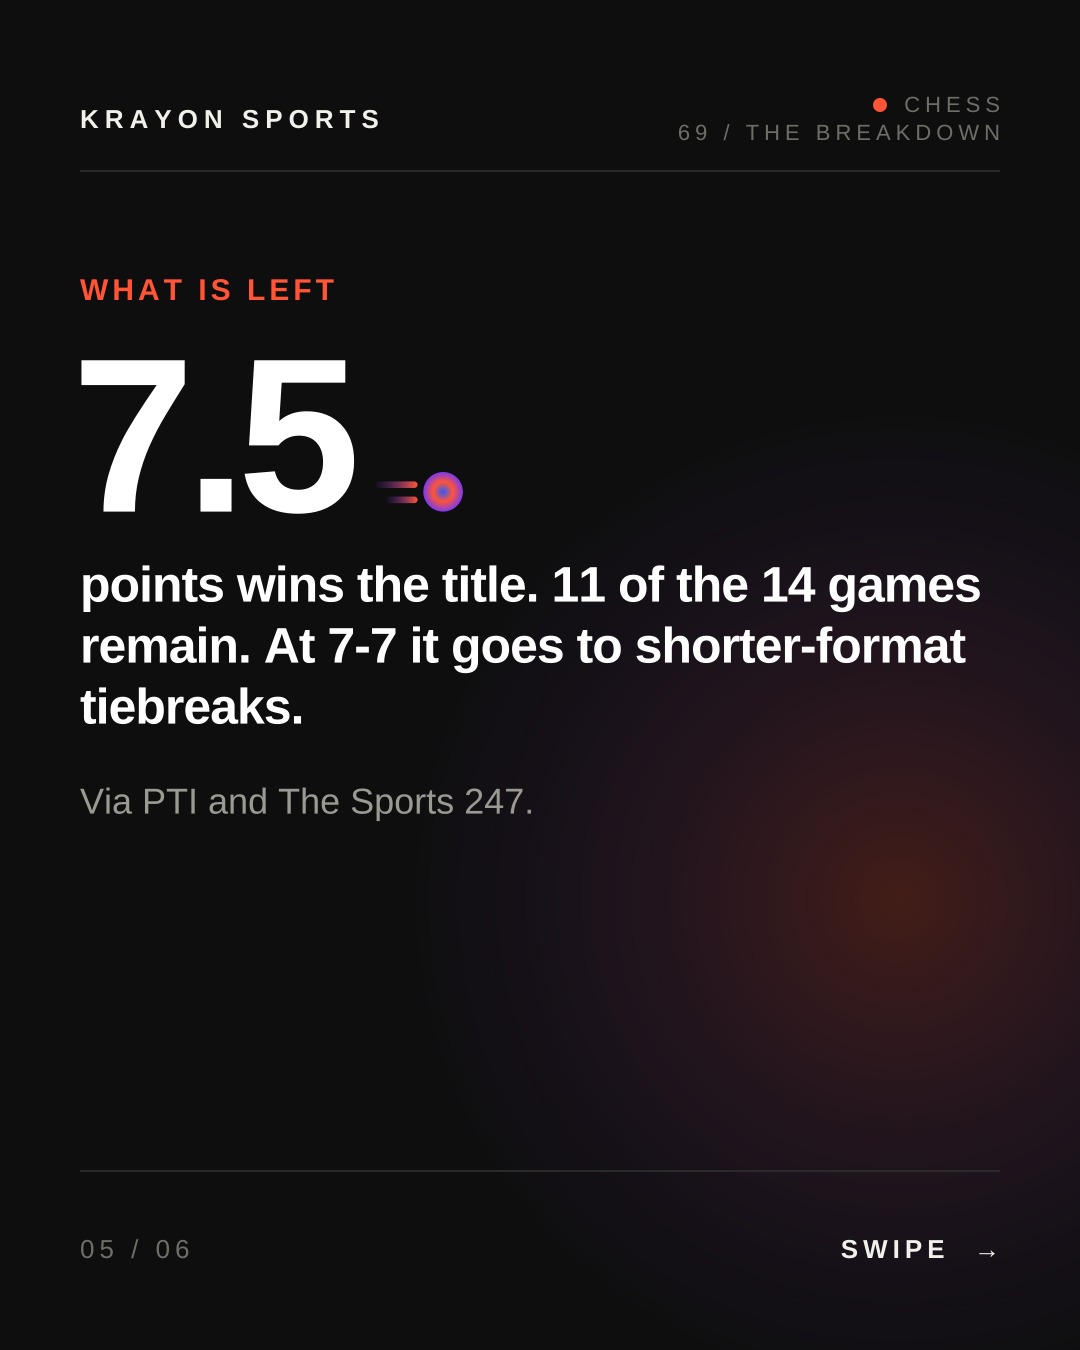 KRAYON SPORTS
CHESS
69 / THE BREAKDOWN
WHAT IS LEFT
7.5
points wins the title. 11 of the 14 games
remain. At 7-7 it goes to shorter-format
tiebreaks.
Via PTI and The Sports 247.
05 / 06
SWIPE →